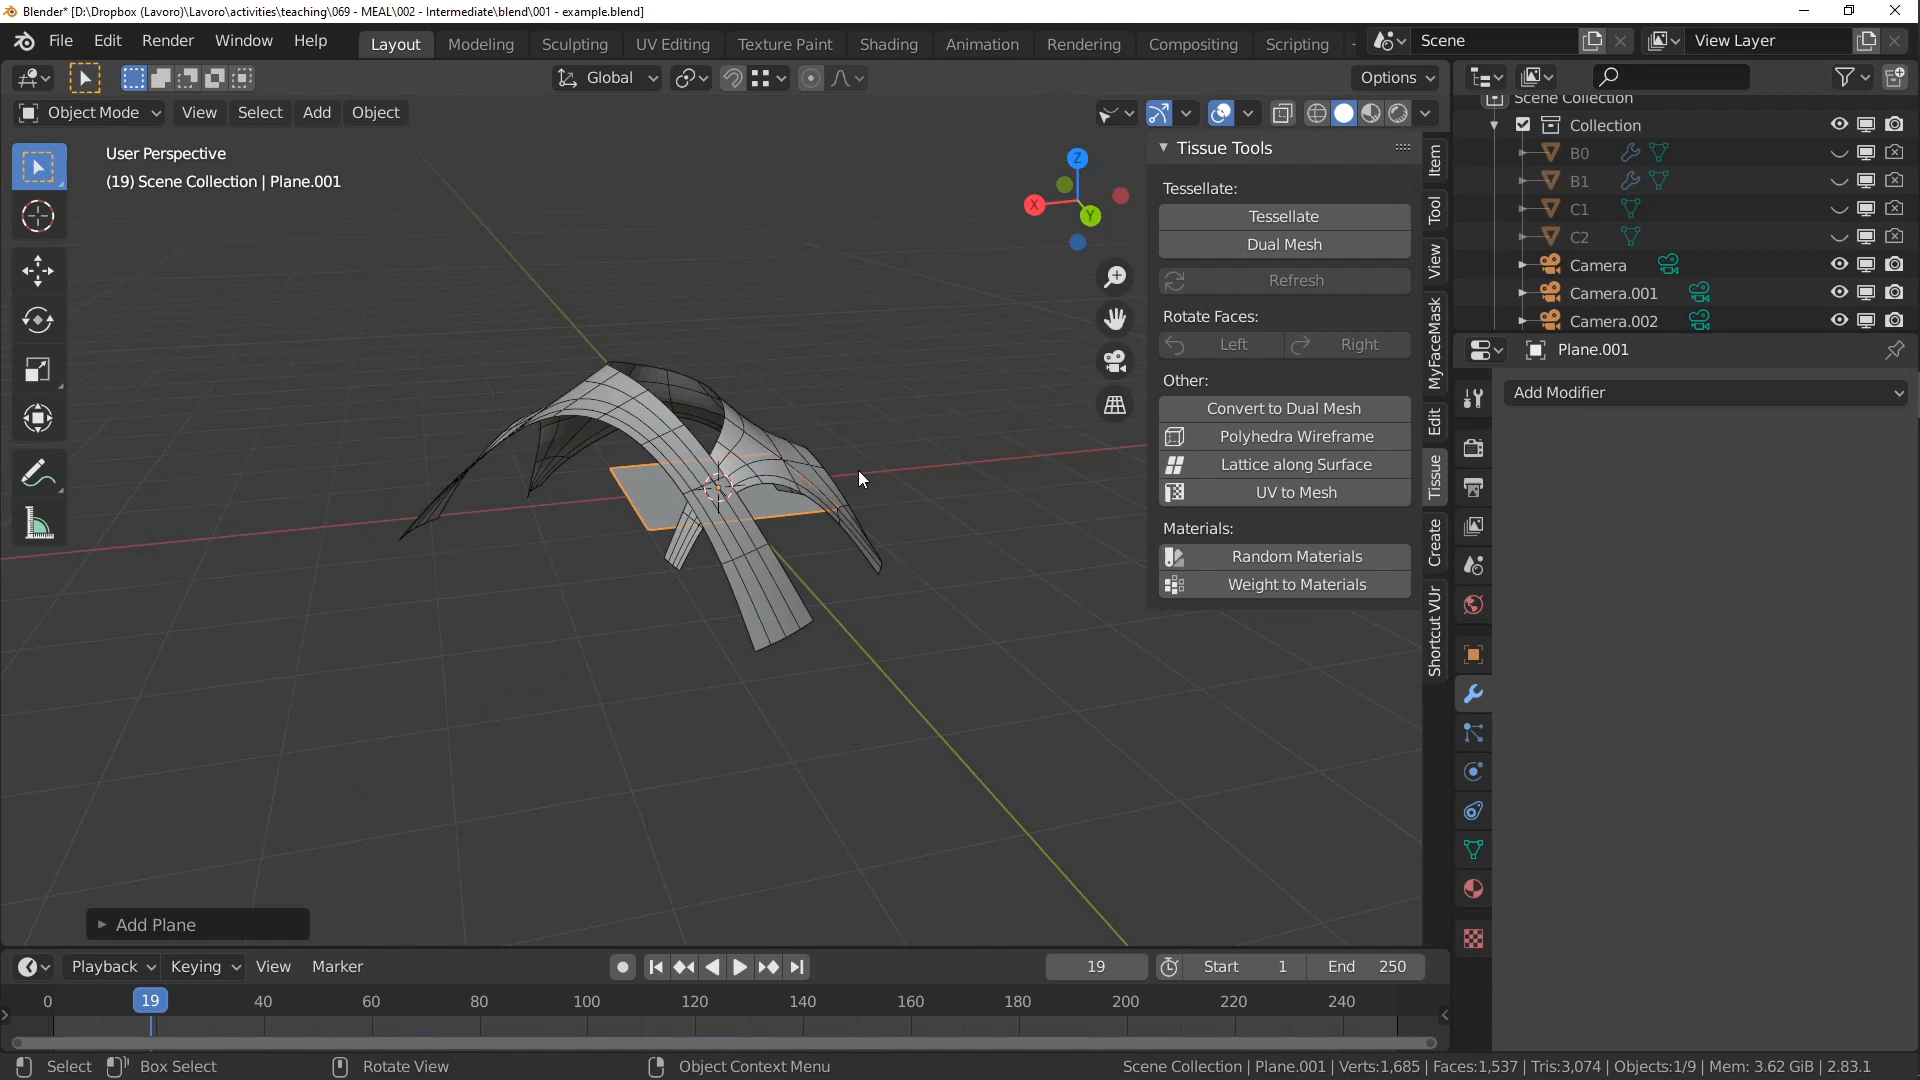 Blender* [D:\Dropbox (Lavoro)\Lavoro\activities\teaching\069 - MEAL\002 - Intermediate\blend\001 - example.blend]
File Edit Render Window Help Layout Modeling Sculpting UV Editing Texture Paint Shading Animation Rendering Compositing Scripting Scene View Layer
Global Options
Object Mode View Select Add Object
User Perspective
(19) Scene Collection | Plane.001
Z
X
Y
Tissue Tools
Tessellate:
Tessellate
Dual Mesh
Refresh
Rotate Faces:
Left Right
Other:
Convert to Dual Mesh
Polyhedra Wireframe
Lattice along Surface
UV to Mesh
Materials:
Random Materials
Weight to Materials
Item
Tool
View
MyFaceMask
Edit
Tissue
Create
Shortcut VUr
Scene Collection
Collection
B0
B1
C1
C2
Camera
Camera.001
Camera.002
Plane.001
Add Modifier
Add Plane
Playback Keying View Marker 19 Start 1 End 250
0 19 40 60 80 100 120 140 160 180 200 220 240
Select Box Select Rotate View Object Context Menu Scene Collection | Plane.001 | Verts:1,685 | Faces:1,537 | Tris:3,074 | Objects:1/9 | Mem: 3.62 GiB | 2.83.1